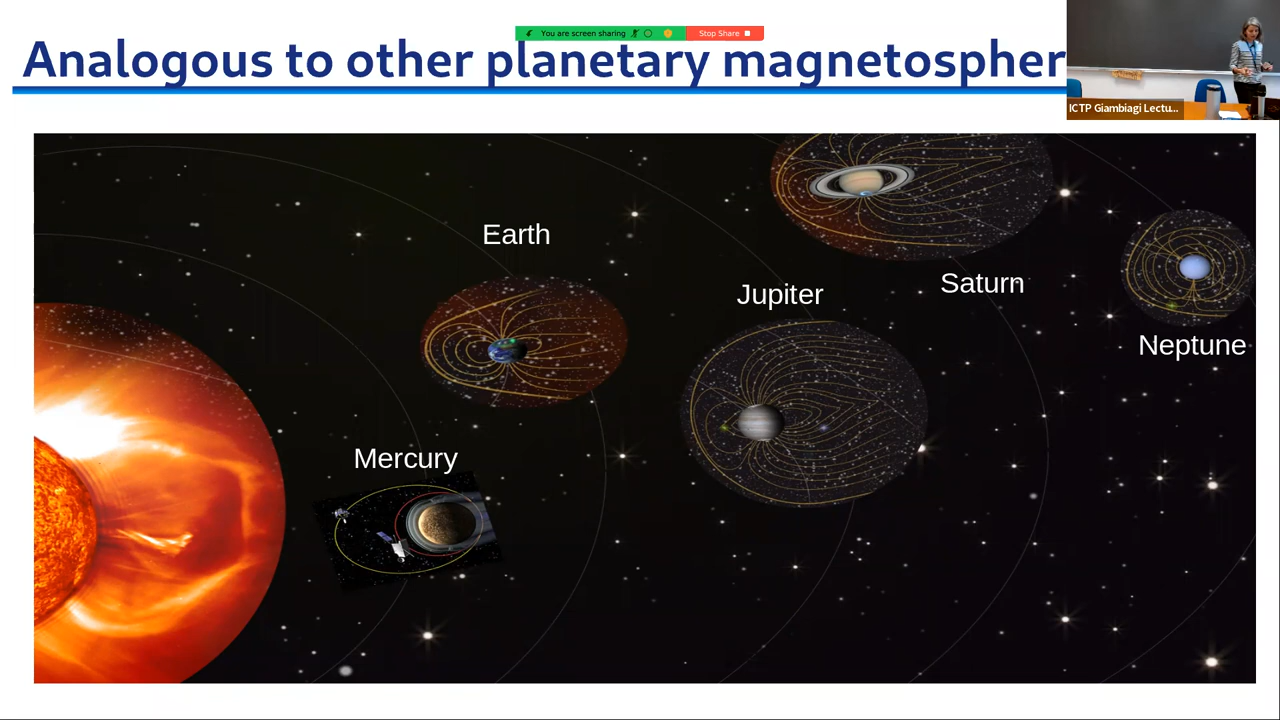 You are screen sharing
Stop Share
Analogous to other planetary magnetospher
ICTP Giambiagi Lectu...
Earth
Saturn
Jupiter
Neptune
Mercury